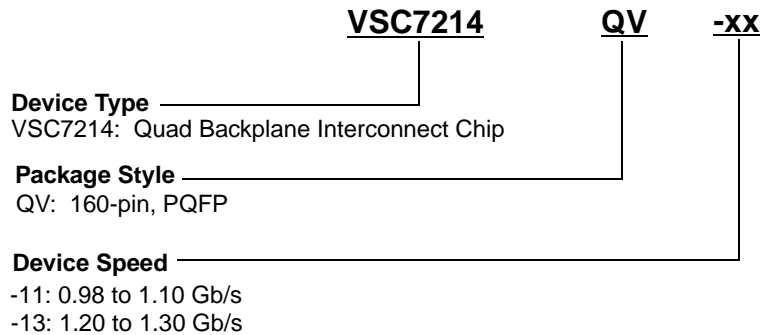 VSC7214 QV -xx
Device Type
VSC7214: Quad Backplane Interconnect Chip
Package Style
QV: 160-pin, PQFP
Device Speed
-11: 0.98 to 1.10 Gb/s
-13: 1.20 to 1.30 Gb/s